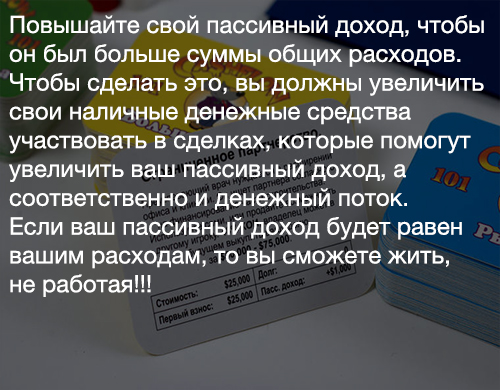 Повышайте свой пассивный доход, чтобы
он был больше суммы общих расходов.
Чтобы сделать это, вы должны увеличить
свои наличные денежные средства
участвовать в сделках, которые помогут
увеличить ваш пассивный доход, а
соответственно и денежный поток.
Если ваш пассивный доход будет равен
вашим расходам, то вы сможете жить,
не работая!!!
101
101
Стоимость: $25,000 Долг:
Первый взнос: $25,000 Пасс. доход: +$1,000